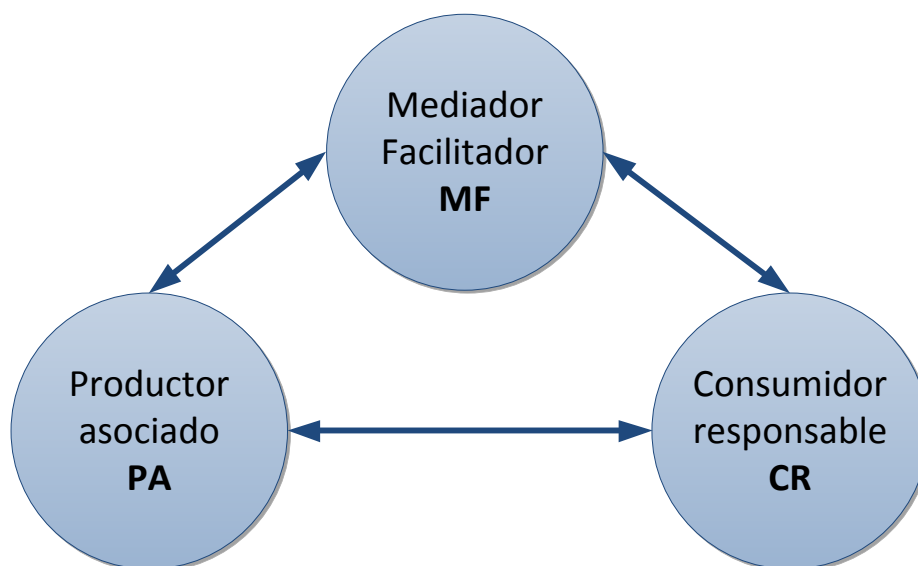 Mediador
Facilitador
MF
Productor
asociado
PA
Consumidor
responsable
CR